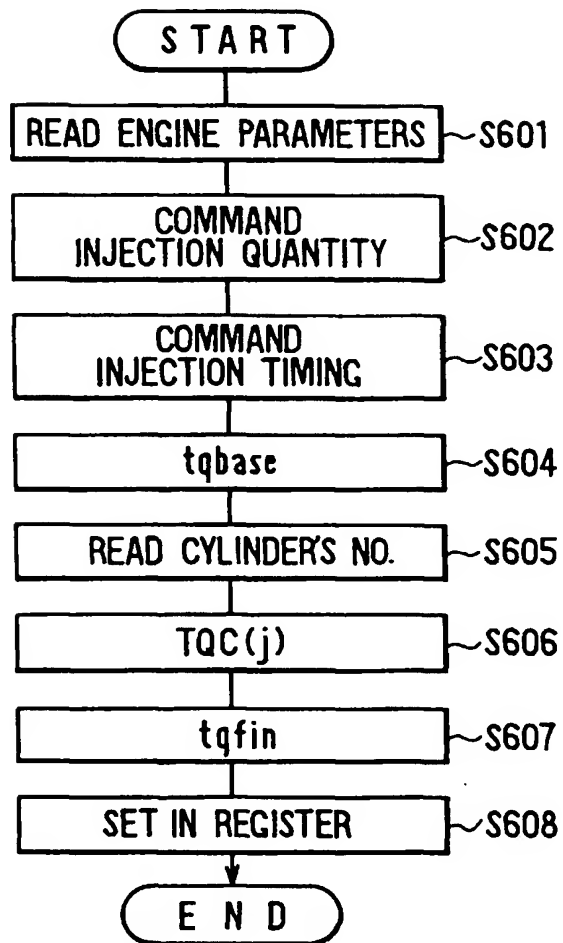 START
READ ENGINE PARAMETERS ~S601
COMMAND
INJECTION QUANTITY ~S602
COMMAND
INJECTION TIMING ~S603
tqbase ~S604
READ CYLINDER'S NO. ~S605
TQC(j) ~S606
tqfin ~S607
SET IN REGISTER ~S608
END